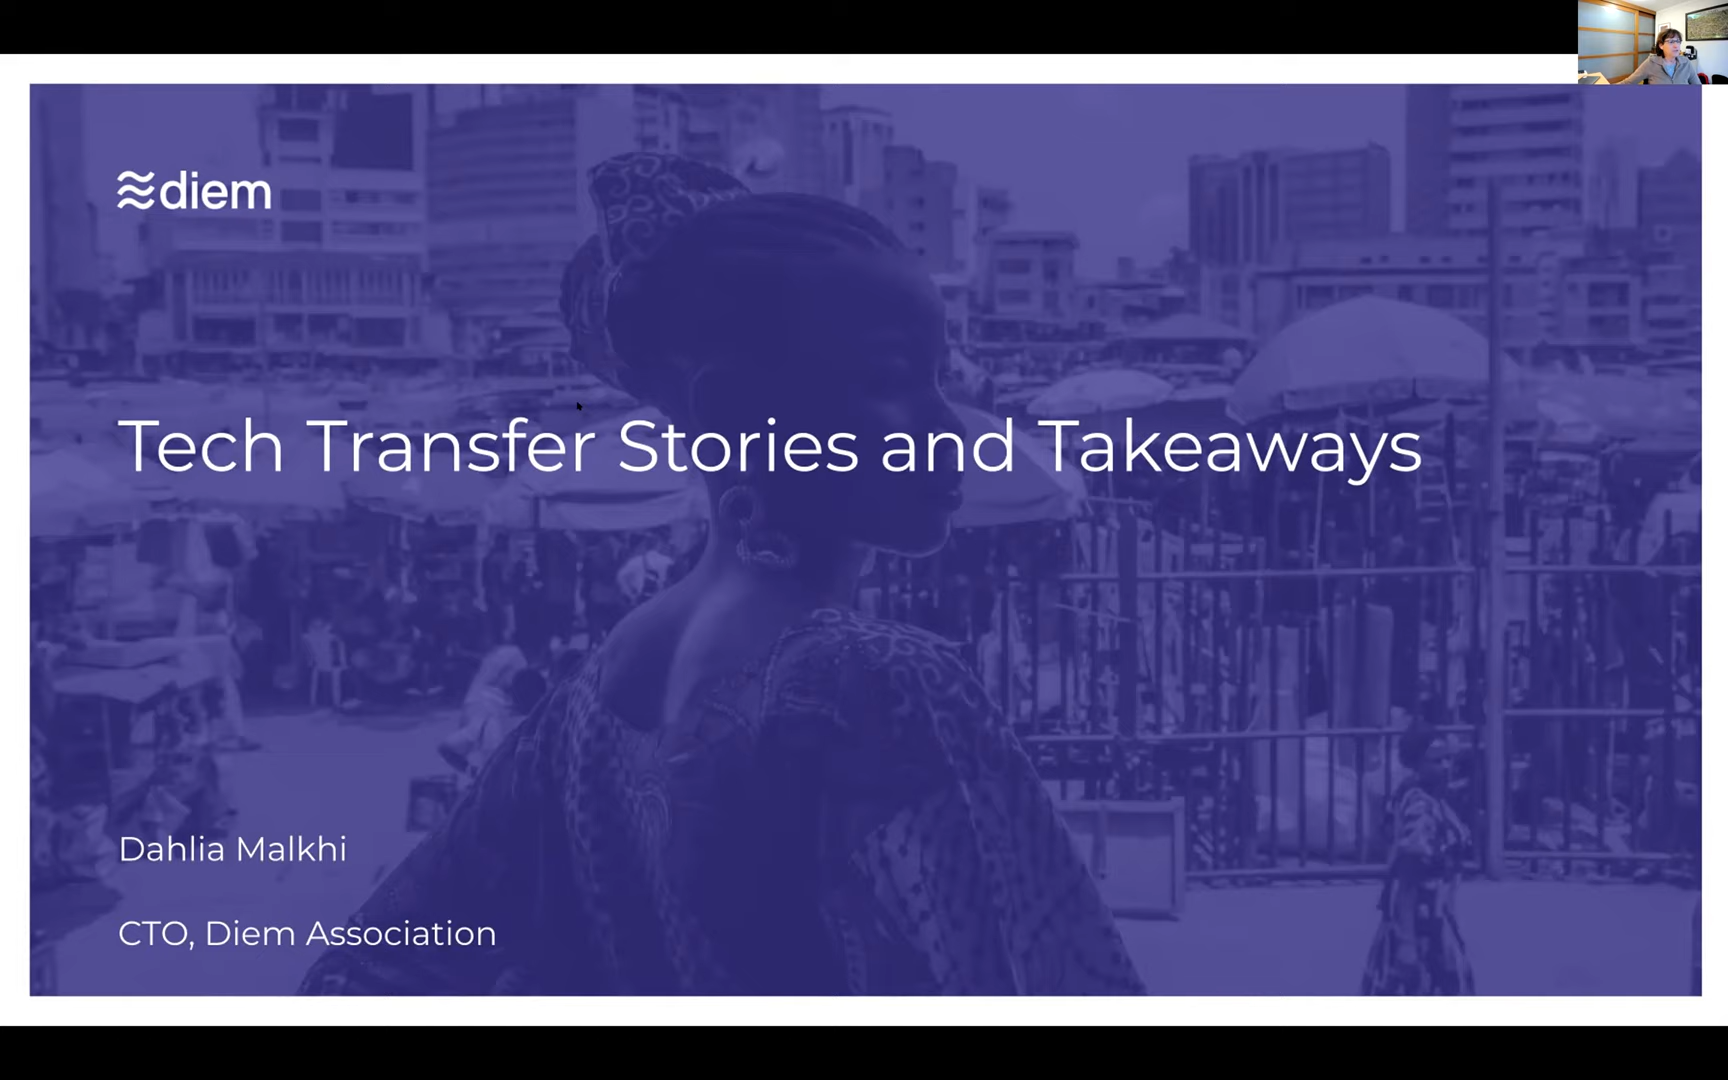 diem
Tech Transfer Stories and Takeaways
Dahlia Malkhi
CTO, Diem Association